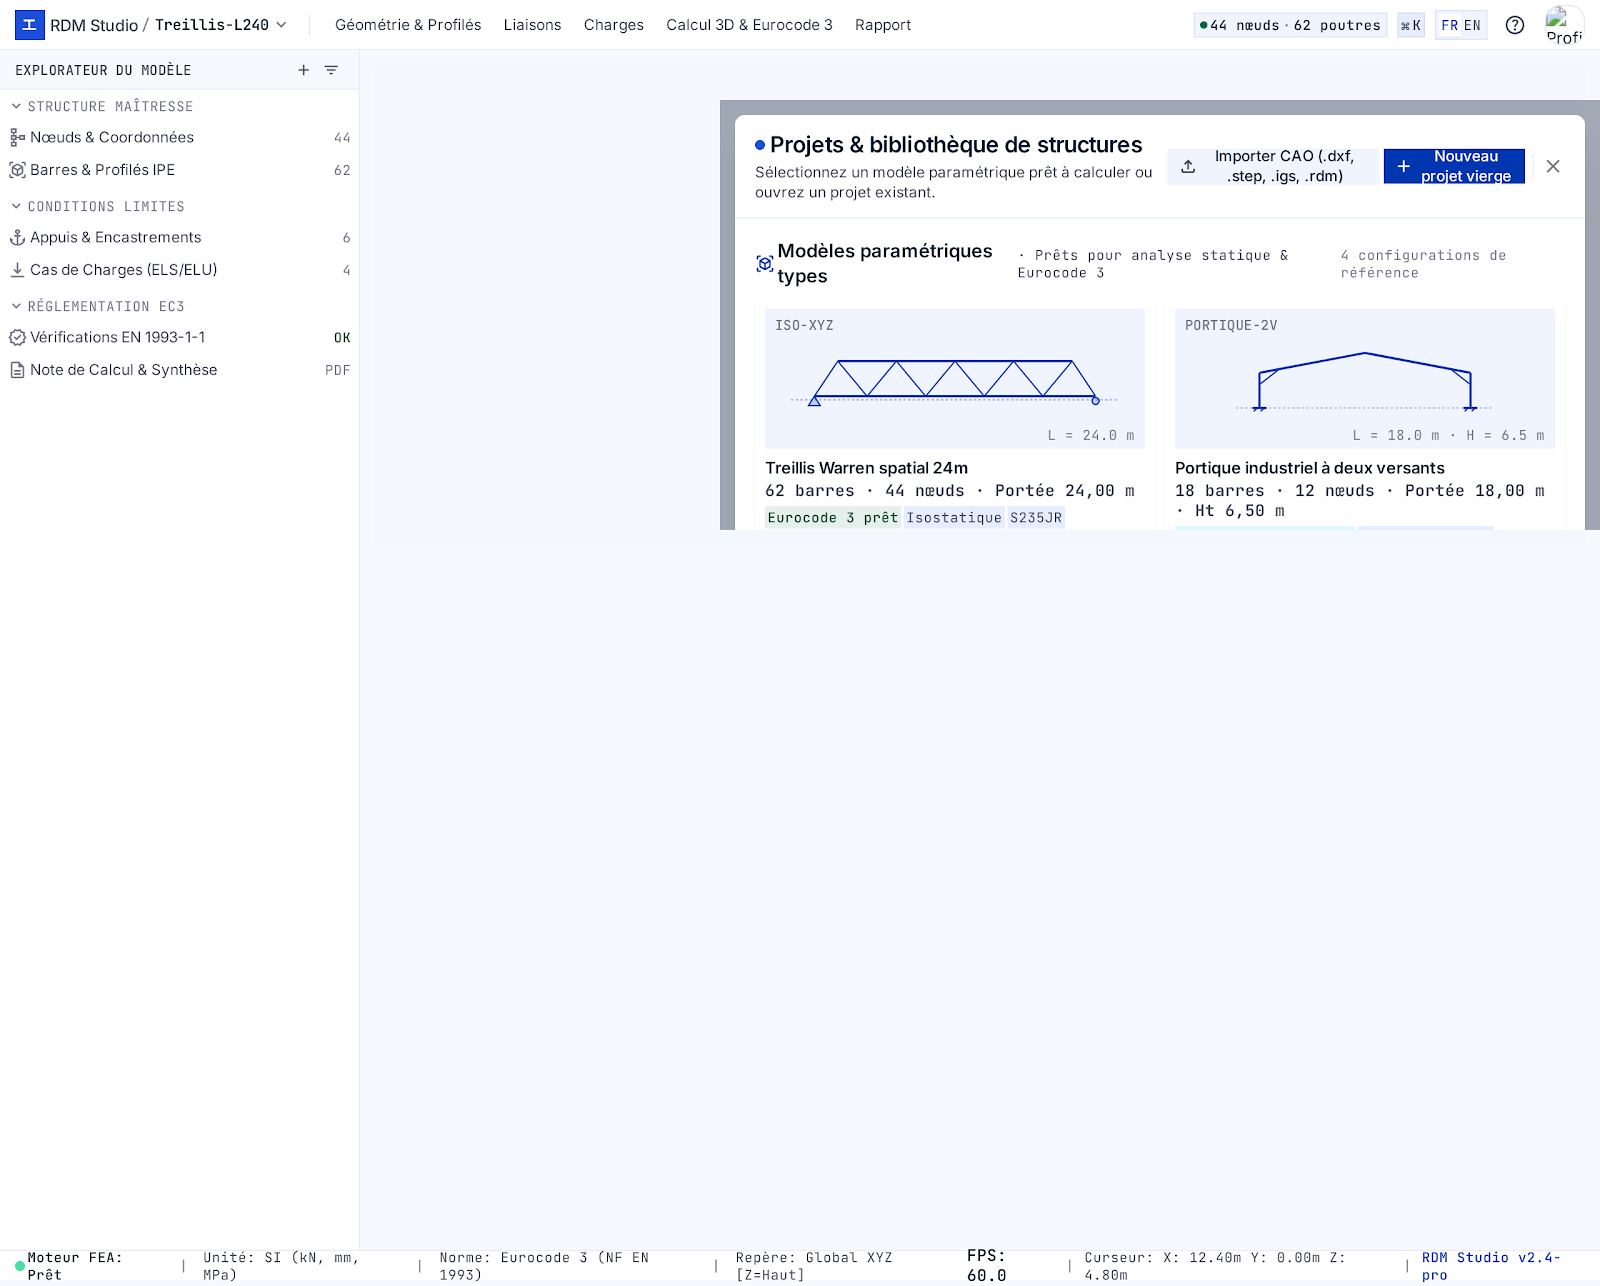 RDM Studio / Treillis-L240
Géométrie & Profilés
Liaisons
Charges
Calcul 3D & Eurocode 3
Rapport
44 nœuds · 62 poutres
⌘K
FR EN
Profi
EXPLORATEUR DU MODÈLE
STRUCTURE MAÎTRESSE
Nœuds & Coordonnées 44
Barres & Profilés IPE 62
CONDITIONS LIMITES
Appuis & Encastrements 6
Cas de Charges (ELS/ELU) 4
RÉGLEMENTATION EC3
Vérifications EN 1993-1-1 OK
Note de Calcul & Synthèse PDF
Projets & bibliothèque de structures
Sélectionnez un modèle paramétrique prêt à calculer ou
ouvrez un projet existant.
Importer CAO (.dxf,
.step, .igs, .rdm)
Nouveau
projet vierge
Modèles paramétriques
types
· Prêts pour analyse statique &
Eurocode 3
4 configurations de
référence
ISO-XYZ
L = 24.0 m
Treillis Warren spatial 24m
62 barres · 44 nœuds · Portée 24,00 m
Eurocode 3 prêt
Isostatique
S235JR
PORTIQUE-2V
L = 18.0 m · H = 6.5 m
Portique industriel à deux versants
18 barres · 12 nœuds · Portée 18,00 m
· Ht 6,50 m
Moteur FEA:
Prêt
|
Unité: SI (kN, mm,
MPa)
|
Norme: Eurocode 3 (NF EN
1993)
|
Repère: Global XYZ
[Z=Haut]
FPS:
60.0
|
Curseur: X: 12.40m Y: 0.00m Z:
4.80m
|
RDM Studio v2.4-
pro